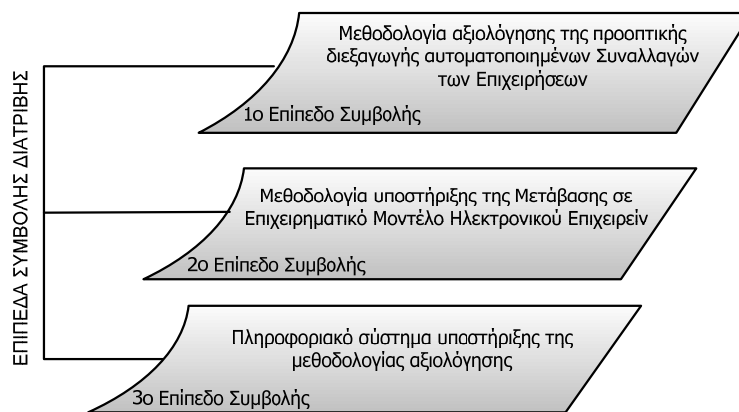 ΕΠΙΠΕΔΑ ΣΥΜΒΟΛΗΣ ΔΙΑΤΡΙΒΗΣ
Μεθοδολογία αξιολόγησης της προοπτικής
διεξαγωγής αυτοματοποιημένων Συναλλαγών
των Επιχειρήσεων
1ο Επίπεδο Συμβολής
Μεθοδολογία υποστήριξης της Μετάβασης σε
Επιχειρηματικό Μοντέλο Ηλεκτρονικού Επιχειρείν
2ο Επίπεδο Συμβολής
Πληροφοριακό σύστημα υποστήριξης της
μεθοδολογίας αξιολόγησης
3ο Επίπεδο Συμβολής